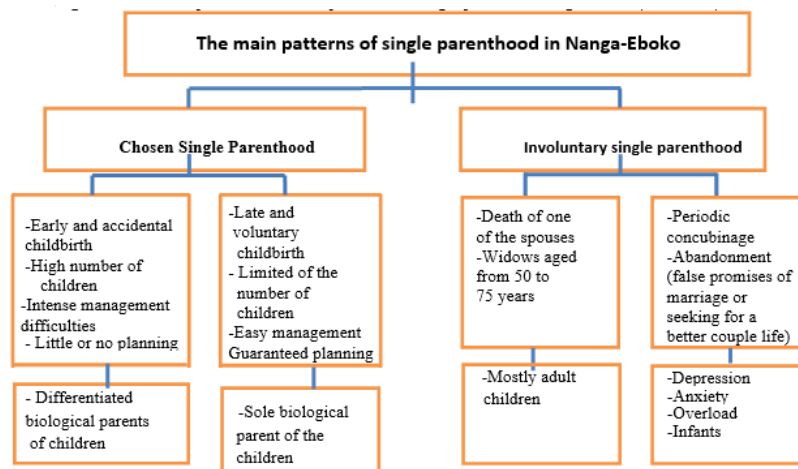 The main patterns of single parenthood in Nanga-Eboko
Chosen Single Parenthood
Involuntary single parenthood
-Early and accidental
childbirth
-High number of
children
-Intense management
difficulties
- Little or no planning
-Late and
voluntary
childbirth
- Limited of the
number of
children
-Easy management
Guaranteed planning
-Death of one
of the spouses
-Widows aged
from 50 to
75 years
-Periodic
concubinage
-Abandonment
(false promises of
marriage or
seeking for a
better couple life)
- Differentiated
biological parents
of children
-Sole biological
parent of the
children
-Mostly adult
children
-Depression
-Anxiety
-Overload
-Infants